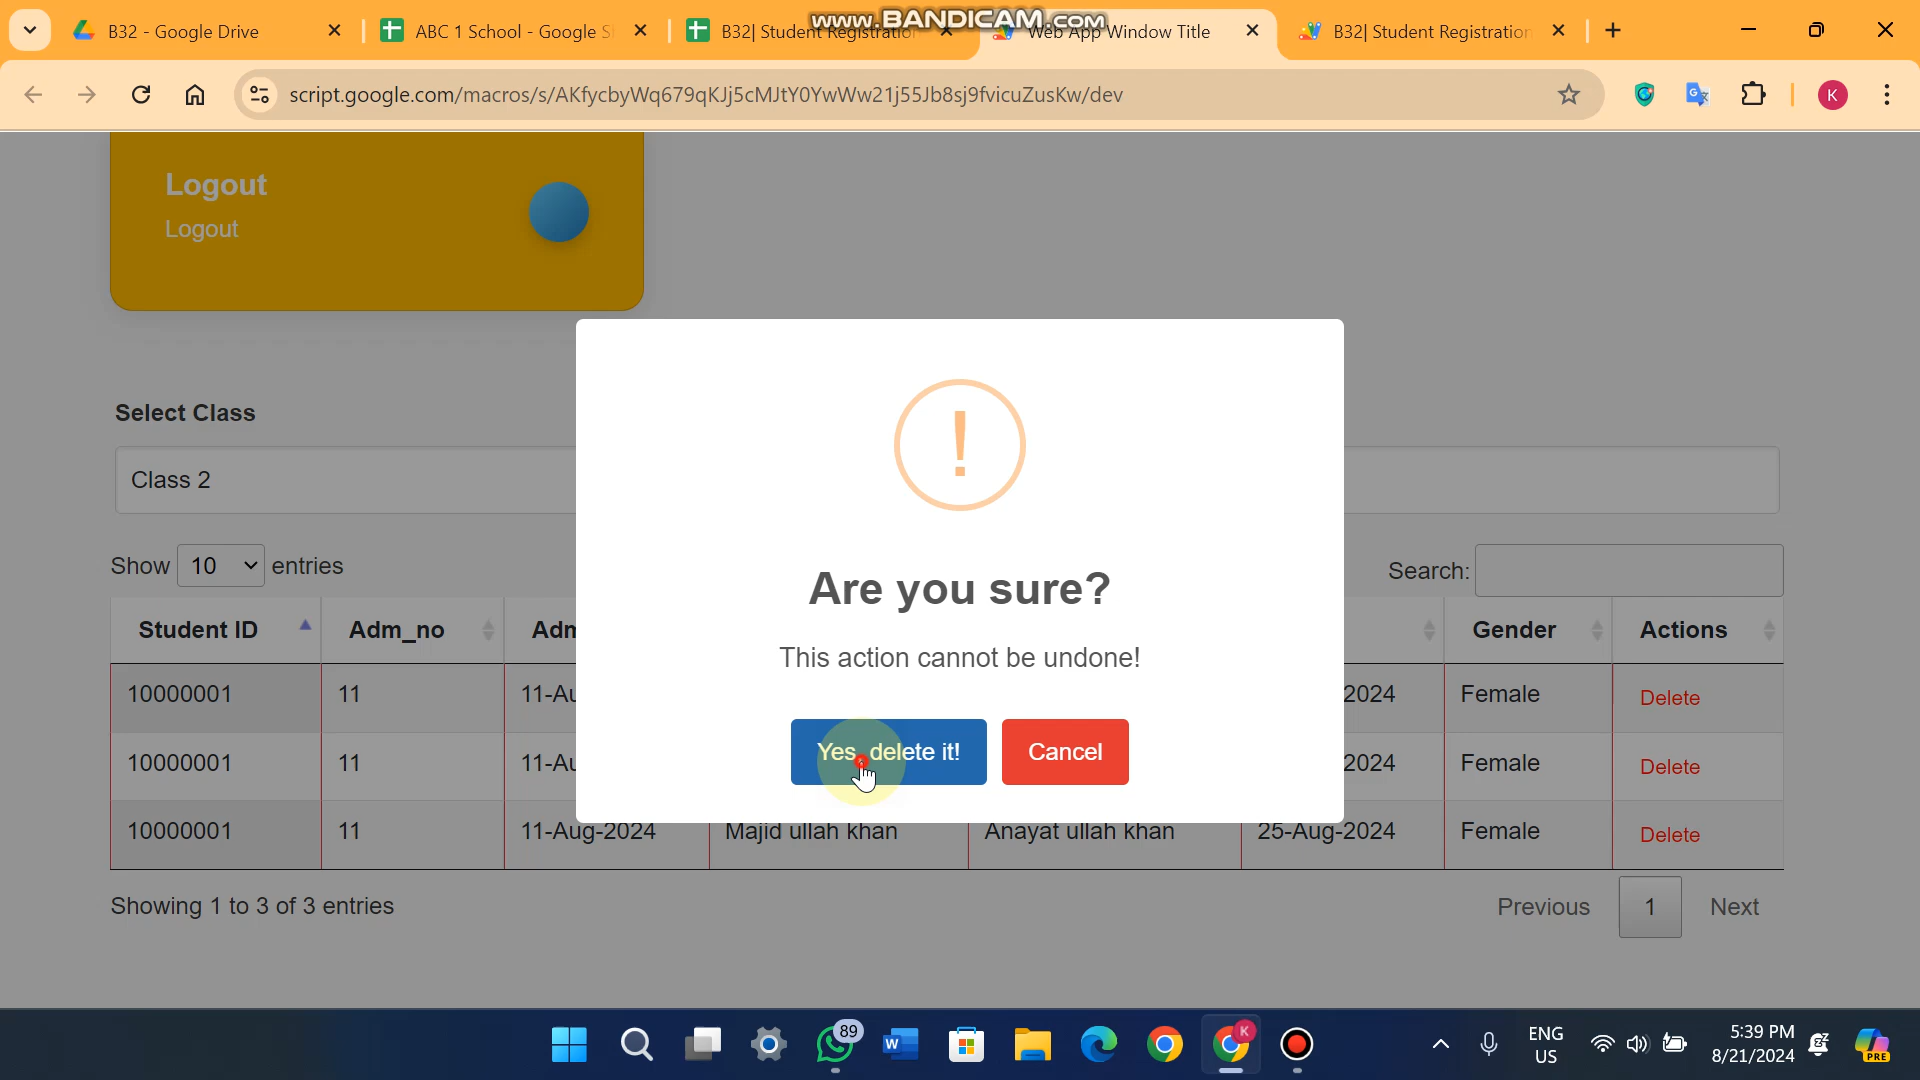 B32 - Google Drive
ABC 1 School - Google S
B32| Student Registration
Web App Window Title
B32| Student Registration
www.BANDICAM.com
script.google.com/macros/s/AKfycbyWq679qKJj5cMJtY0YwWw21j55Jb8sj9fvicuZusKw/dev
K
Logout
Logout
Select Class
Class 2
Show 10 entries
Search:
Student ID Adm_no Adm Gender Actions
10000001 11 11-Au 2024 Female Delete
10000001 11 11-Au 2024 Female Delete
10000001 11 11-Aug-2024 Majid ullah khan Anayat ullah khan 25-Aug-2024 Female Delete
Showing 1 to 3 of 3 entries
Previous 1 Next
!
Are you sure?
This action cannot be undone!
Yes, delete it! Cancel
89
W
K
ENG
US
5:39 PM
8/21/2024
PRE